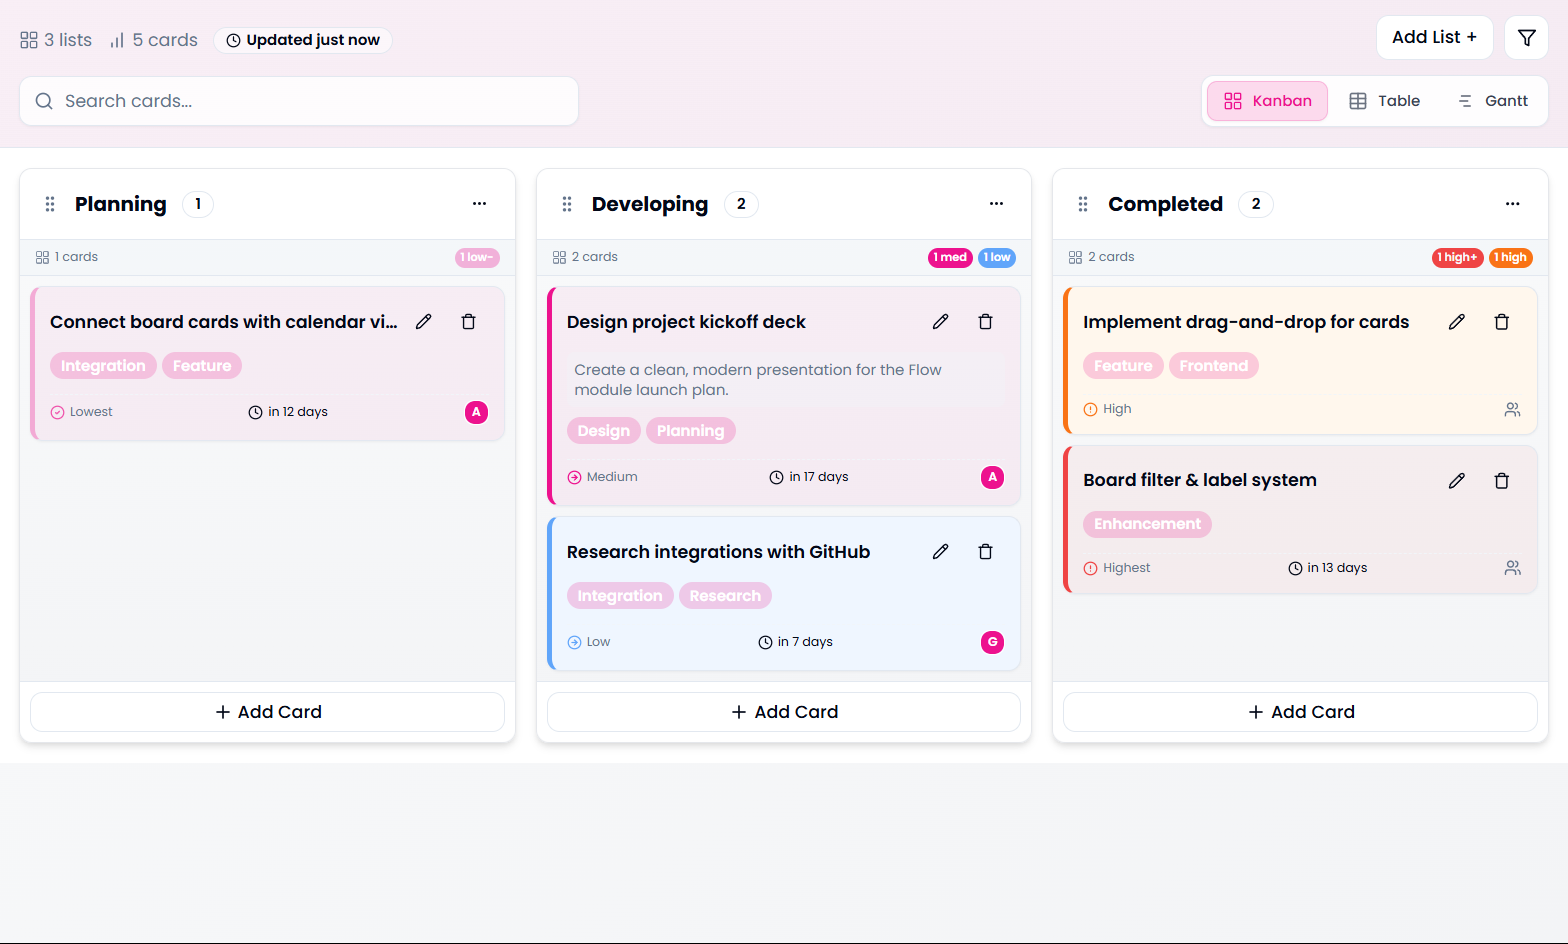 3 lists 5 cards Updated just now
Add List +
Search cards...
Kanban Table Gantt
Planning 1
1 cards 1 low-
Connect board cards with calendar vi...
Integration Feature
Lowest in 12 days A
+ Add Card
Developing 2
2 cards 1 med 1 low
Design project kickoff deck
Create a clean, modern presentation for the Flow
module launch plan.
Design Planning
Medium in 17 days A
Research integrations with GitHub
Integration Research
Low in 7 days G
+ Add Card
Completed 2
2 cards 1 high+ 1 high
Implement drag-and-drop for cards
Feature Frontend
High
Board filter & label system
Enhancement
Highest in 13 days
+ Add Card